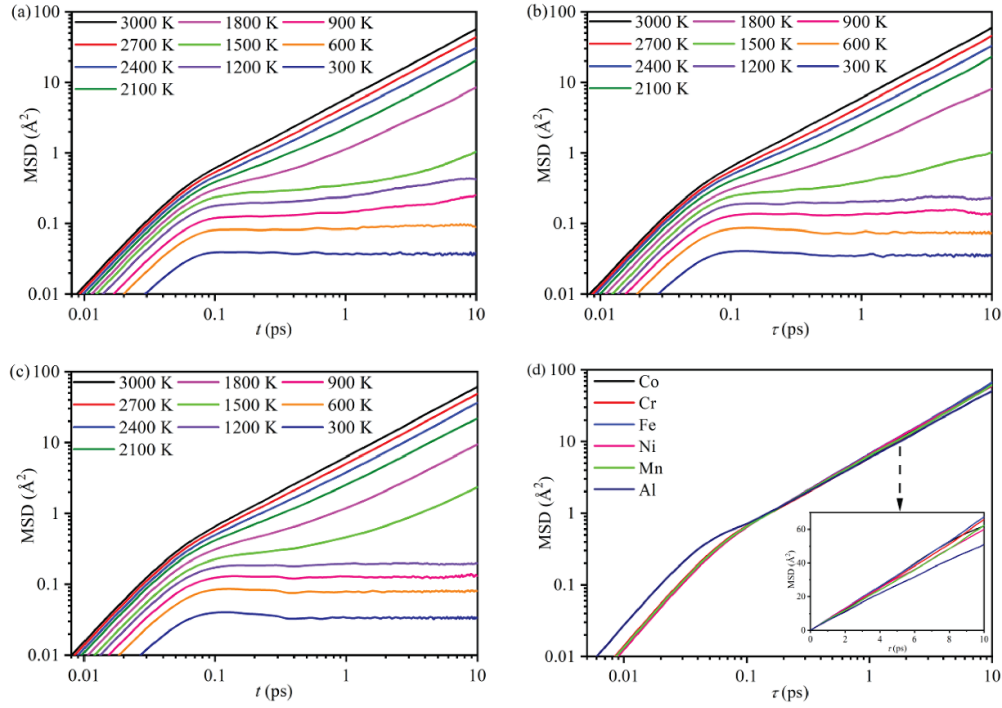 (a)
3000 K 1800 K 900 K
2700 K 1500 K 600 K
2400 K 1200 K 300 K
2100 K
MSD (Å²)
100
10
1
0.1
0.01
0.01 0.1 1 10
t (ps)
(b)
3000 K 1800 K 900 K
2700 K 1500 K 600 K
2400 K 1200 K 300 K
2100 K
MSD (Å²)
100
10
1
0.1
0.01
0.01 0.1 1 10
τ (ps)
(c)
3000 K 1800 K 900 K
2700 K 1500 K 600 K
2400 K 1200 K 300 K
2100 K
MSD (Å²)
100
10
1
0.1
0.01
0.01 0.1 1 10
t (ps)
(d)
Co
Cr
Fe
Ni
Mn
Al
MSD (Å²)
100
10
1
0.1
0.01
0.01 0.1 1 10
τ (ps)
MSD (Å²)
60
40
20
0
0 2 4 6 8 10
τ (ps)